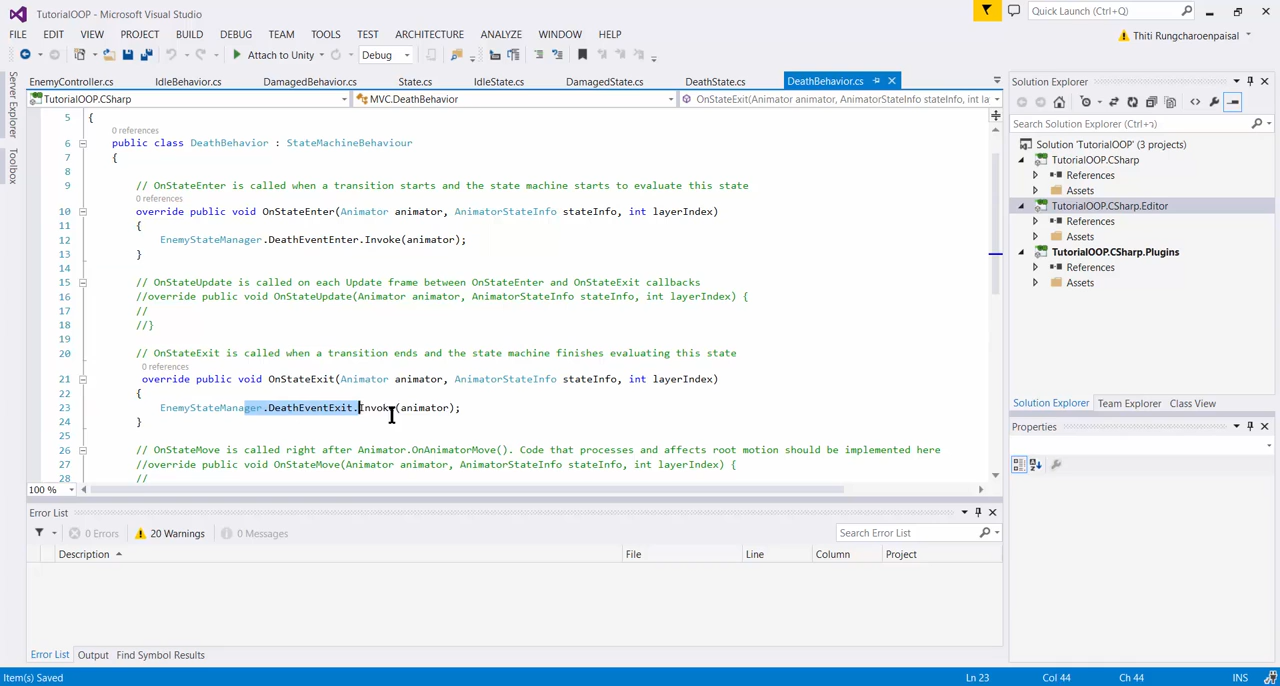 TutorialOOP - Microsoft Visual Studio
Quick Launch (Ctrl+Q)
FILE EDIT VIEW PROJECT BUILD DEBUG TEAM TOOLS TEST ARCHITECTURE ANALYZE WINDOW HELP
Thiti Rungcharoenpaisal
Attach to Unity Debug
EnemyController.cs IdleBehavior.cs DamagedBehavior.cs State.cs IdleState.cs DamagedState.cs DeathState.cs DeathBehavior.cs
TutorialOOP.CSharp MVC.DeathBehavior OnStateExit(Animator animator, AnimatorStateInfo stateInfo, int la
5 {
0 references
6 public class DeathBehavior : StateMachineBehaviour
7 {
8
9 // OnStateEnter is called when a transition starts and the state machine starts to evaluate this state
0 references
10 override public void OnStateEnter(Animator animator, AnimatorStateInfo stateInfo, int layerIndex)
11 {
12 EnemyStateManager.DeathEventEnter.Invoke(animator);
13 }
14
15 // OnStateUpdate is called on each Update frame between OnStateEnter and OnStateExit callbacks
16 //override public void OnStateUpdate(Animator animator, AnimatorStateInfo stateInfo, int layerIndex) {
17 //
18 //}
19
20 // OnStateExit is called when a transition ends and the state machine finishes evaluating this state
0 references
21 override public void OnStateExit(Animator animator, AnimatorStateInfo stateInfo, int layerIndex)
22 {
23 EnemyStateManager.DeathEventExit.Invoke(animator);
24 }
25
26 // OnStateMove is called right after Animator.OnAnimatorMove(). Code that processes and affects root motion should be implemented here
27 //override public void OnStateMove(Animator animator, AnimatorStateInfo stateInfo, int layerIndex) {
28 //
100 %
Server Explorer
Toolbox
Error List
0 Errors 20 Warnings 0 Messages
Search Error List
Description File Line Column Project
Error List Output Find Symbol Results
Solution Explorer
Search Solution Explorer (Ctrl+ว)
Solution 'TutorialOOP' (3 projects)
TutorialOOP.CSharp
References
Assets
TutorialOOP.CSharp.Editor
References
Assets
TutorialOOP.CSharp.Plugins
References
Assets
Solution Explorer Team Explorer Class View
Properties
Item(s) Saved Ln 23 Col 44 Ch 44 INS